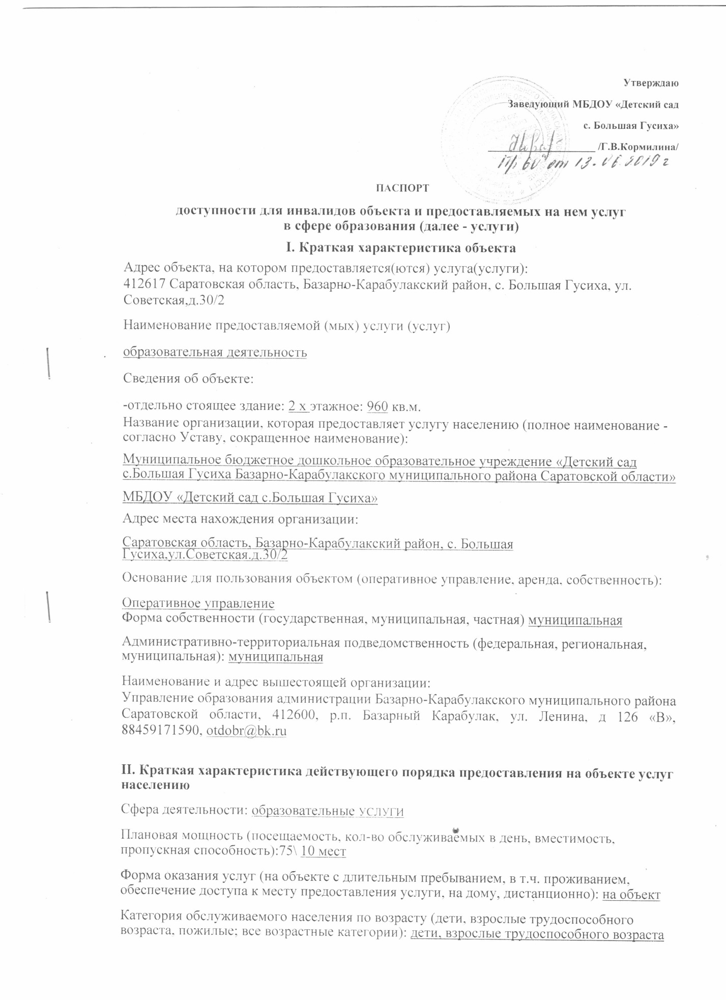 Утверждаю
Заведующий МБДОУ «Детский сад
с. Большая Гусиха»
/Г.В.Кормилина/
от 13.06.2019 г
ПАСПОРТ
доступности для инвалидов объекта и предоставляемых на нем услуг
в сфере образования (далее - услуги)
I. Краткая характеристика объекта
Адрес объекта, на котором предоставляется(ются) услуга(услуги):
412617 Саратовская область, Базарно-Карабулакский район, с. Большая Гусиха, ул.
Советская,д.30/2
Наименование предоставляемой (мых) услуги (услуг)
образовательная деятельность
Сведения об объекте:
-отдельно стоящее здание: 2 х этажное: 960 кв.м.
Название организации, которая предоставляет услугу населению (полное наименование -
согласно Уставу, сокращенное наименование):
Муниципальное бюджетное дошкольное образовательное учреждение «Детский сад
с.Большая Гусиха Базарно-Карабулакского муниципального района Саратовской области»
МБДОУ «Детский сад с.Большая Гусиха»
Адрес места нахождения организации:
Саратовская область, Базарно-Карабулакский район, с. Большая
Гусиха,ул.Советская.д.30/2
Основание для пользования объектом (оперативное управление, аренда, собственность):
Оперативное управление
Форма собственности (государственная, муниципальная, частная) муниципальная
Административно-территориальная подведомственность (федеральная, региональная,
муниципальная): муниципальная
Наименование и адрес вышестоящей организации:
Управление образования администрации Базарно-Карабулакского муниципального района
Саратовской области, 412600, р.п. Базарный Карабулак, ул. Ленина, д 126 «В»,
88459171590, otdobr@bk.ru
II. Краткая характеристика действующего порядка предоставления на объекте услуг
населению
Сфера деятельности: образовательные УСЛУГИ
Плановая мощность (посещаемость, кол-во обслуживаемых в день, вместимость,
пропускная способность):75\ 10 мест
Форма оказания услуг (на объекте с длительным пребыванием, в т.ч. проживанием,
обеспечение доступа к месту предоставления услуги, на дому, дистанционно): на объект
Категория обслуживаемого населения по возрасту (дети, взрослые трудоспособного
возраста, пожилые; все возрастные категории): дети, взрослые трудоспособного возраста